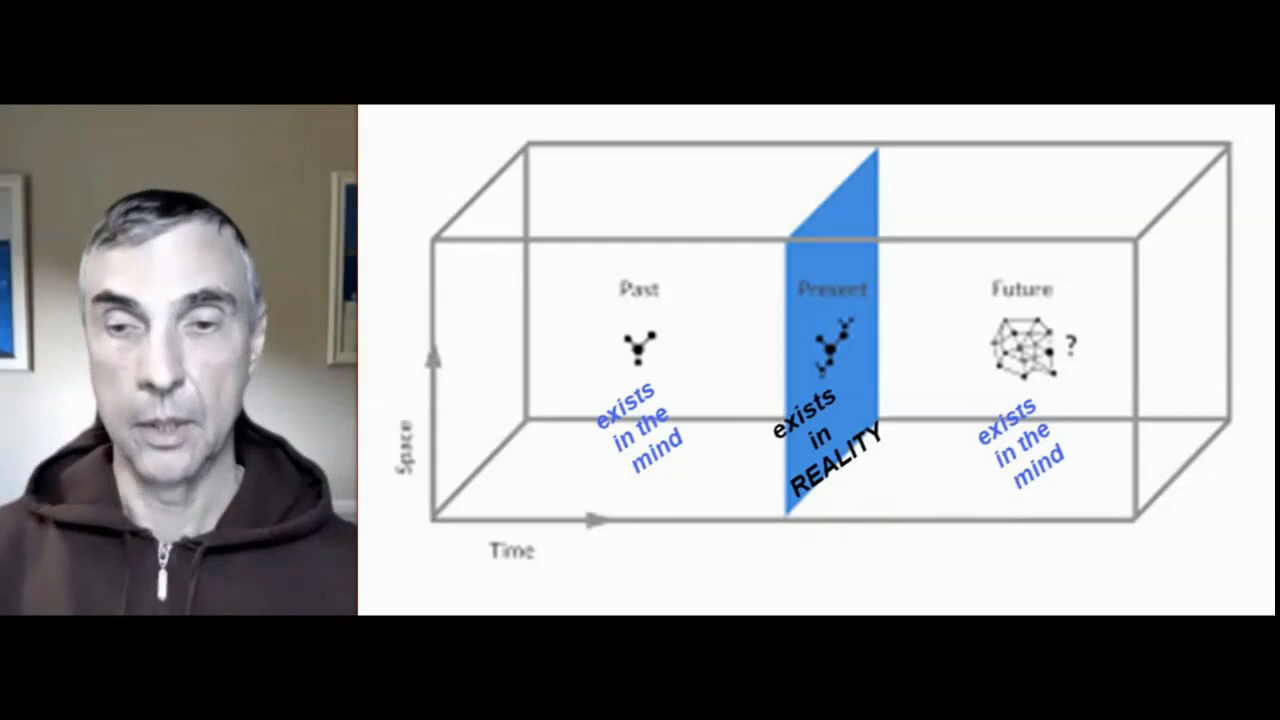 Past
Present
Future
?
exists
in the
mind
exists
in
REALITY
exists
in the
mind
Space
Time